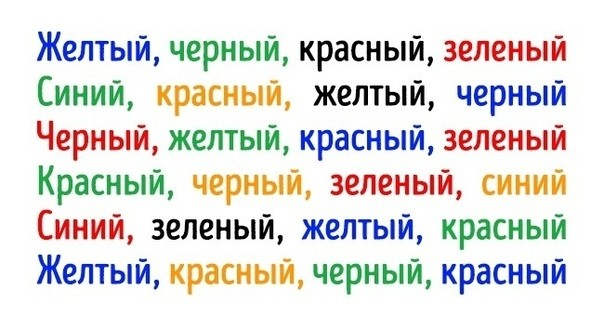 Желтый, черный, красный, зеленый
Синий, красный, желтый, черный
Черный, желтый, красный, зеленый
Красный, черный, зеленый, синий
Синий, зеленый, желтый, красный
Желтый, красный, черный, красный